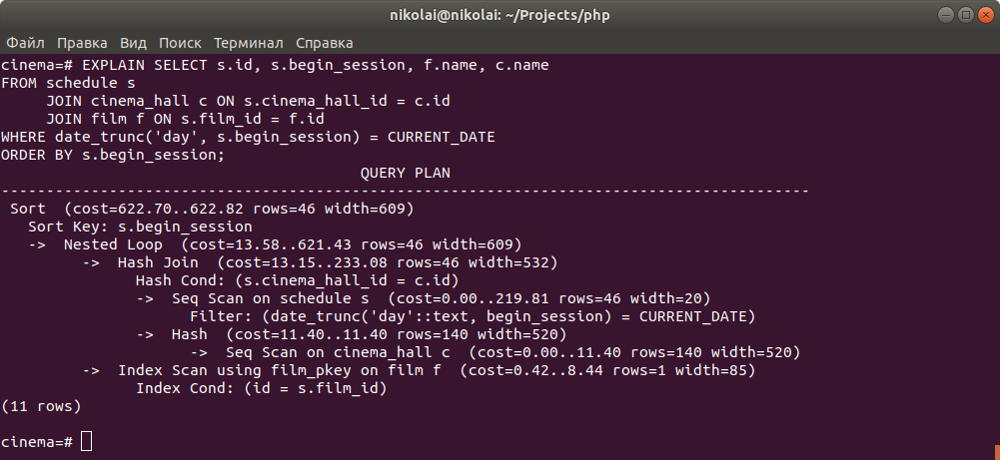 nikolai@nikolai: ~/Projects/php
Файл Правка Вид Поиск Терминал Справка
cinema=# EXPLAIN SELECT s.id, s.begin_session, f.name, c.name
FROM schedule s
     JOIN cinema_hall c ON s.cinema_hall_id = c.id
     JOIN film f ON s.film_id = f.id
WHERE date_trunc('day', s.begin_session) = CURRENT_DATE
ORDER BY s.begin_session;
                                        QUERY PLAN
------------------------------------------------------------------------------------------
 Sort  (cost=622.70..622.82 rows=46 width=609)
   Sort Key: s.begin_session
   ->  Nested Loop  (cost=13.58..621.43 rows=46 width=609)
         ->  Hash Join  (cost=13.15..233.08 rows=46 width=532)
               Hash Cond: (s.cinema_hall_id = c.id)
               ->  Seq Scan on schedule s  (cost=0.00..219.81 rows=46 width=20)
                     Filter: (date_trunc('day'::text, begin_session) = CURRENT_DATE)
               ->  Hash  (cost=11.40..11.40 rows=140 width=520)
                     ->  Seq Scan on cinema_hall c  (cost=0.00..11.40 rows=140 width=520)
         ->  Index Scan using film_pkey on film f  (cost=0.42..8.44 rows=1 width=85)
               Index Cond: (id = s.film_id)
(11 rows)
cinema=#